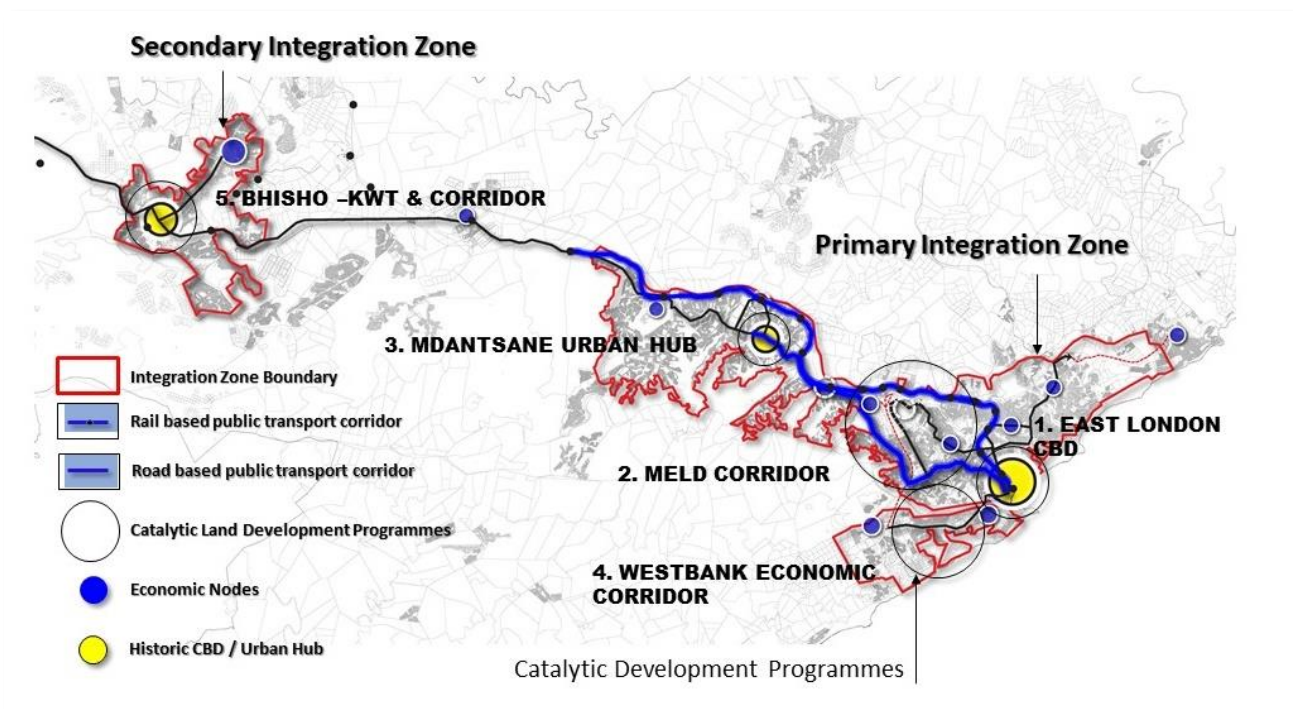 Secondary Integration Zone
5. BHISHO –KWT & CORRIDOR
Primary Integration Zone
3. MDANTSANE URBAN HUB
1. EAST LONDON
CBD
2. MELD CORRIDOR
4. WESTBANK ECONOMIC
CORRIDOR
Integration Zone Boundary
Rail based public transport corridor
Road based public transport corridor
Catalytic Land Development Programmes
Economic Nodes
Historic CBD / Urban Hub
Catalytic Development Programmes